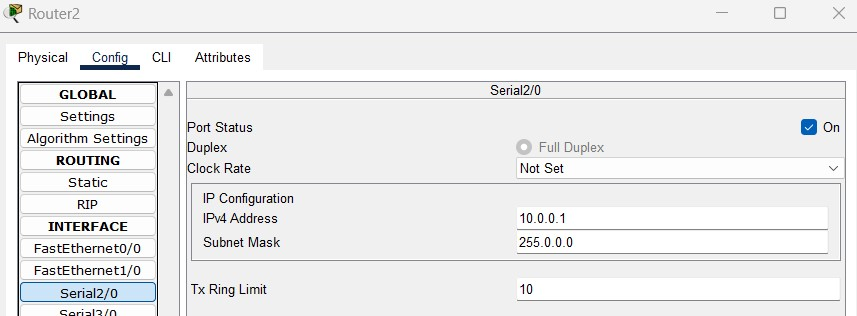 Router2
Physical Config CLI Attributes
GLOBAL
Settings
Algorithm Settings
ROUTING
Static
RIP
INTERFACE
FastEthernet0/0
FastEthernet1/0
Serial2/0
Serial3/0
Serial2/0
Port Status On
Duplex Full Duplex
Clock Rate Not Set
IP Configuration
IPv4 Address 10.0.0.1
Subnet Mask 255.0.0.0
Tx Ring Limit 10